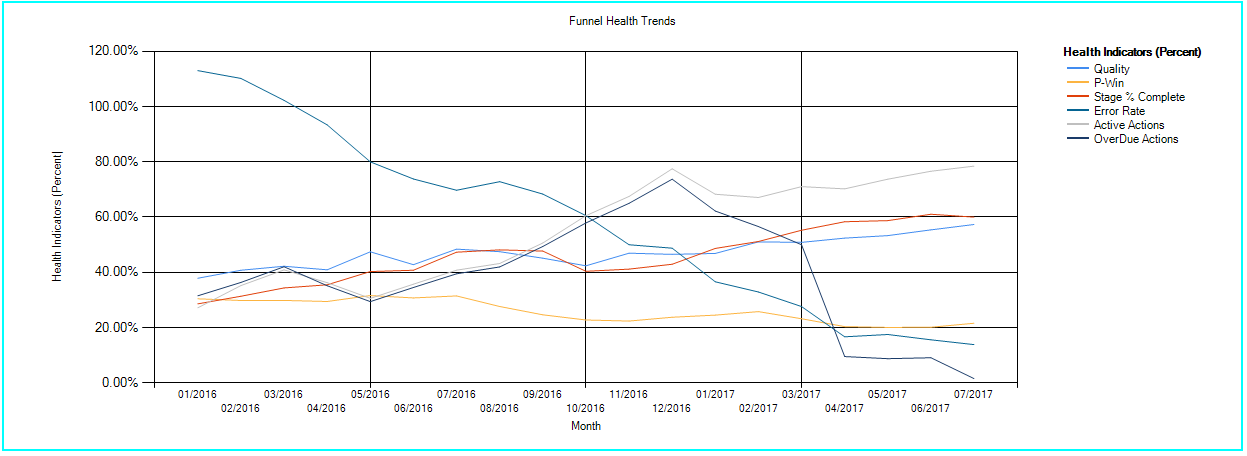 Funnel Health Trends
120.00%
100.00%
80.00%
60.00%
40.00%
20.00%
0.00%
Health Indicators (Percent)
01/2016
02/2016
03/2016
04/2016
05/2016
06/2016
07/2016
08/2016
09/2016
10/2016
11/2016
12/2016
01/2017
02/2017
03/2017
04/2017
05/2017
06/2017
07/2017
Month
Health Indicators (Percent)
Quality
P-Win
Stage % Complete
Error Rate
Active Actions
OverDue Actions